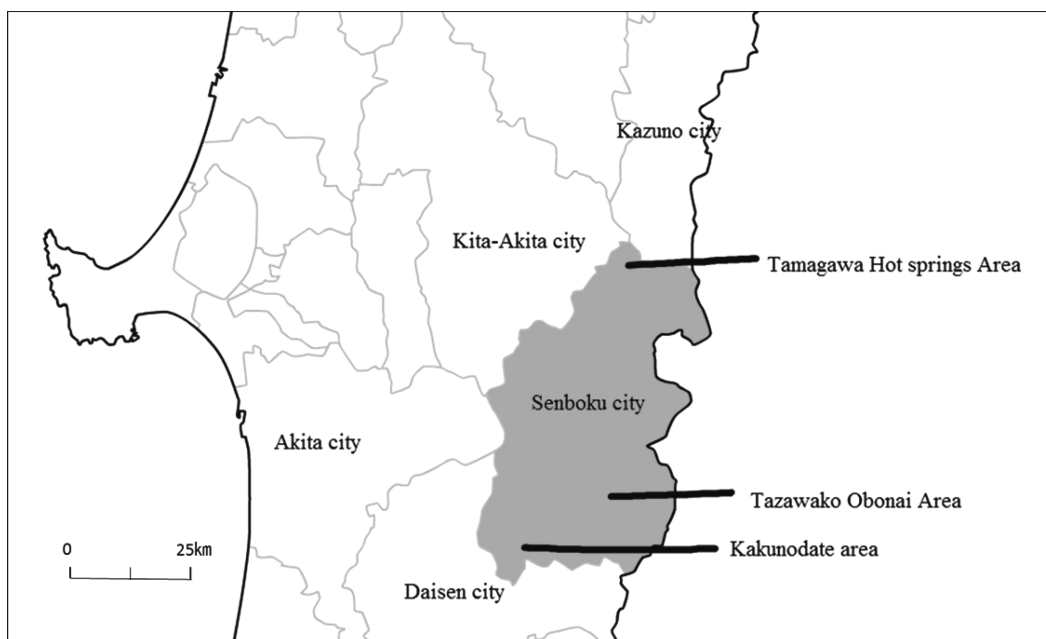 Kazuno city
Kita-Akita city
Tamagawa Hot springs Area
Senboku city
Akita city
Tazawako Obonai Area
0 25km
Kakunodate area
Daisen city